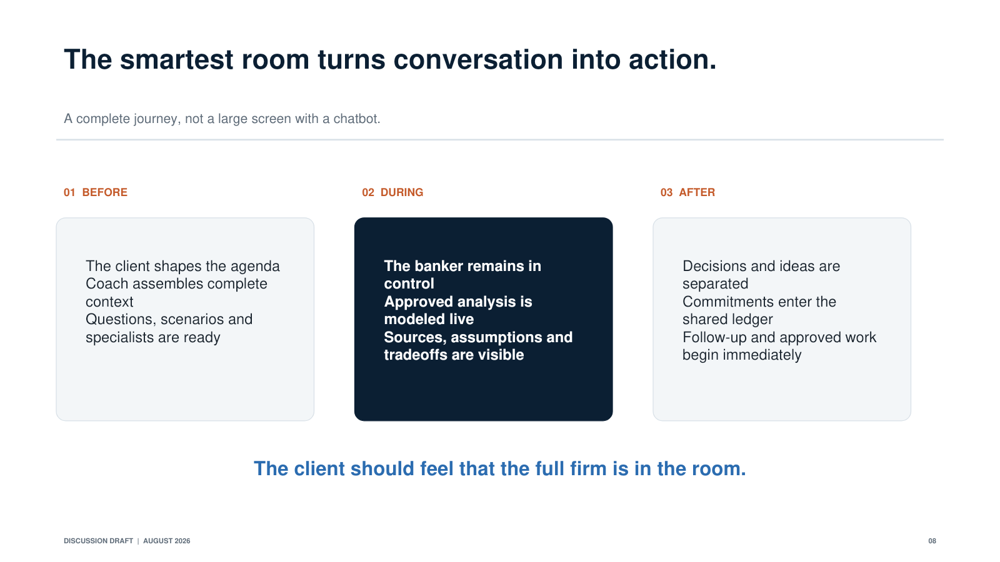 The smartest room turns conversation into action.
A complete journey, not a large screen with a chatbot.
01 BEFORE
The client shapes the agenda
Coach assembles complete
context
Questions, scenarios and
specialists are ready
02 DURING
The banker remains in
control
Approved analysis is
modeled live
Sources, assumptions and
tradeoffs are visible
03 AFTER
Decisions and ideas are
separated
Commitments enter the
shared ledger
Follow-up and approved work
begin immediately
The client should feel that the full firm is in the room.
DISCUSSION DRAFT | AUGUST 2026
08